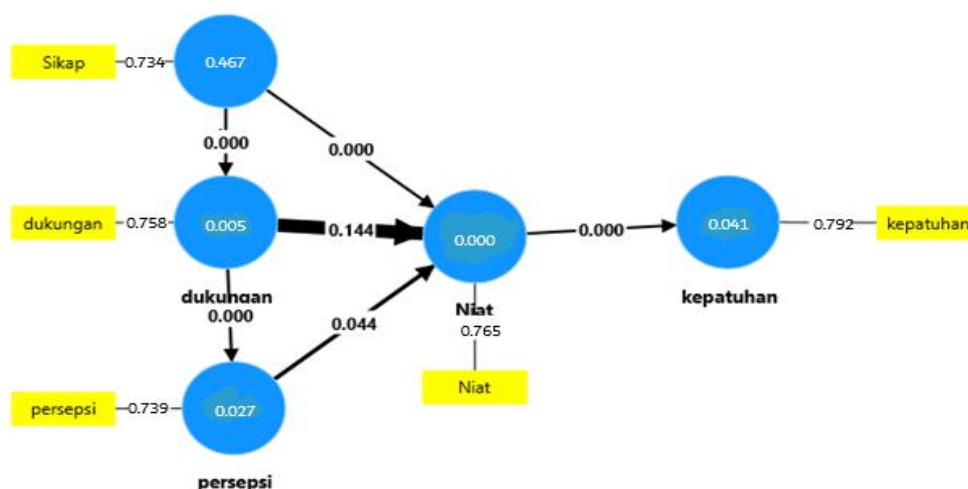 Sikap
0.734
0.467
0.000
0.000
dukungan
0.758
0.005
0.144
0.000
0.000
0.041
0.792
kepatuhan
dukungan
Niat
kepatuhan
0.000
0.044
0.765
persepsi
0.739
0.027
Niat
persepsi